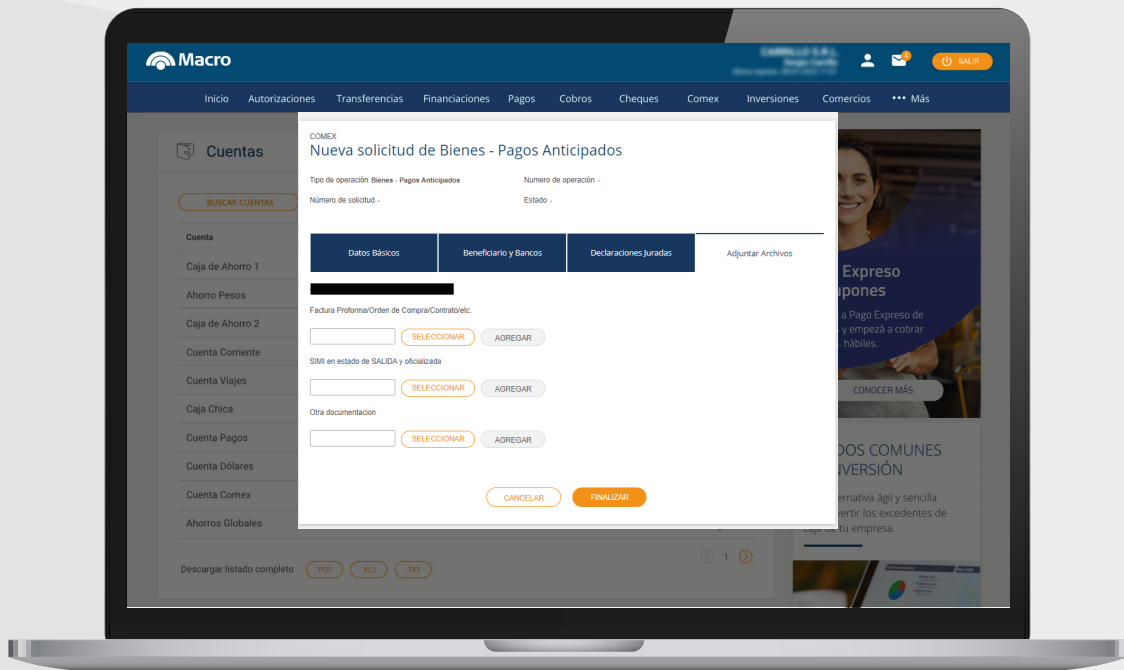 Macro
4
SALIR
Inicio Autorizaciones Transferencias Financiaciones Pagos Cobros Cheques Comex Inversiones Comercios ••• Más
Cuentas
BUSCAR CUENTAS
Cuenta
Caja de Ahorro 1
Ahorro Pesos
Caja de Ahorro 2
Cuenta Corriente
Cuenta Viajes
Caja Chica
Cuenta Pagos
Cuenta Dólares
Cuenta Comex
Ahorros Globales
Descargar listado completo PDF XLS TXT
1
COMEX
Nueva solicitud de Bienes - Pagos Anticipados
Tipo de operación Bienes - Pagos Anticipados Numero de operación -
Número de solicitud - Estado -
Datos Básicos Beneficiario y Bancos Declaraciones Juradas Adjuntar Archivos
Factura Proforma/Orden de Compra/Contrato/etc.
SELECCIONAR AGREGAR
SIMI en estado de SALIDA y oficializada
SELECCIONAR AGREGAR
Otra documentacion
SELECCIONAR AGREGAR
CANCELAR FINALIZAR
Expreso
upones
a Pago Expreso de
y empezá a cobrar
hábiles.
CONOCER MÁS
DOS COMUNES
VERSIÓN
ernativa ágil y sencilla
vertir los excedentes de
caja de tu empresa.